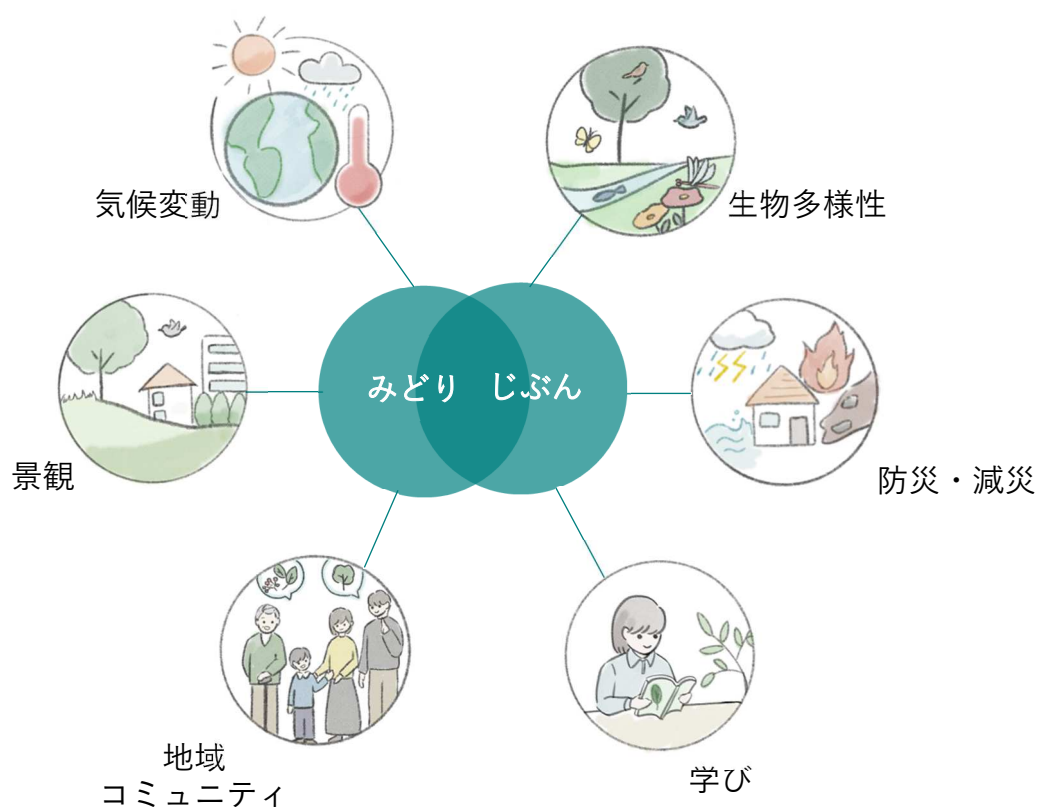 気候変動
生物多様性
みどり じぶん
景観
防災・減災
地域
コミュニティ
学び